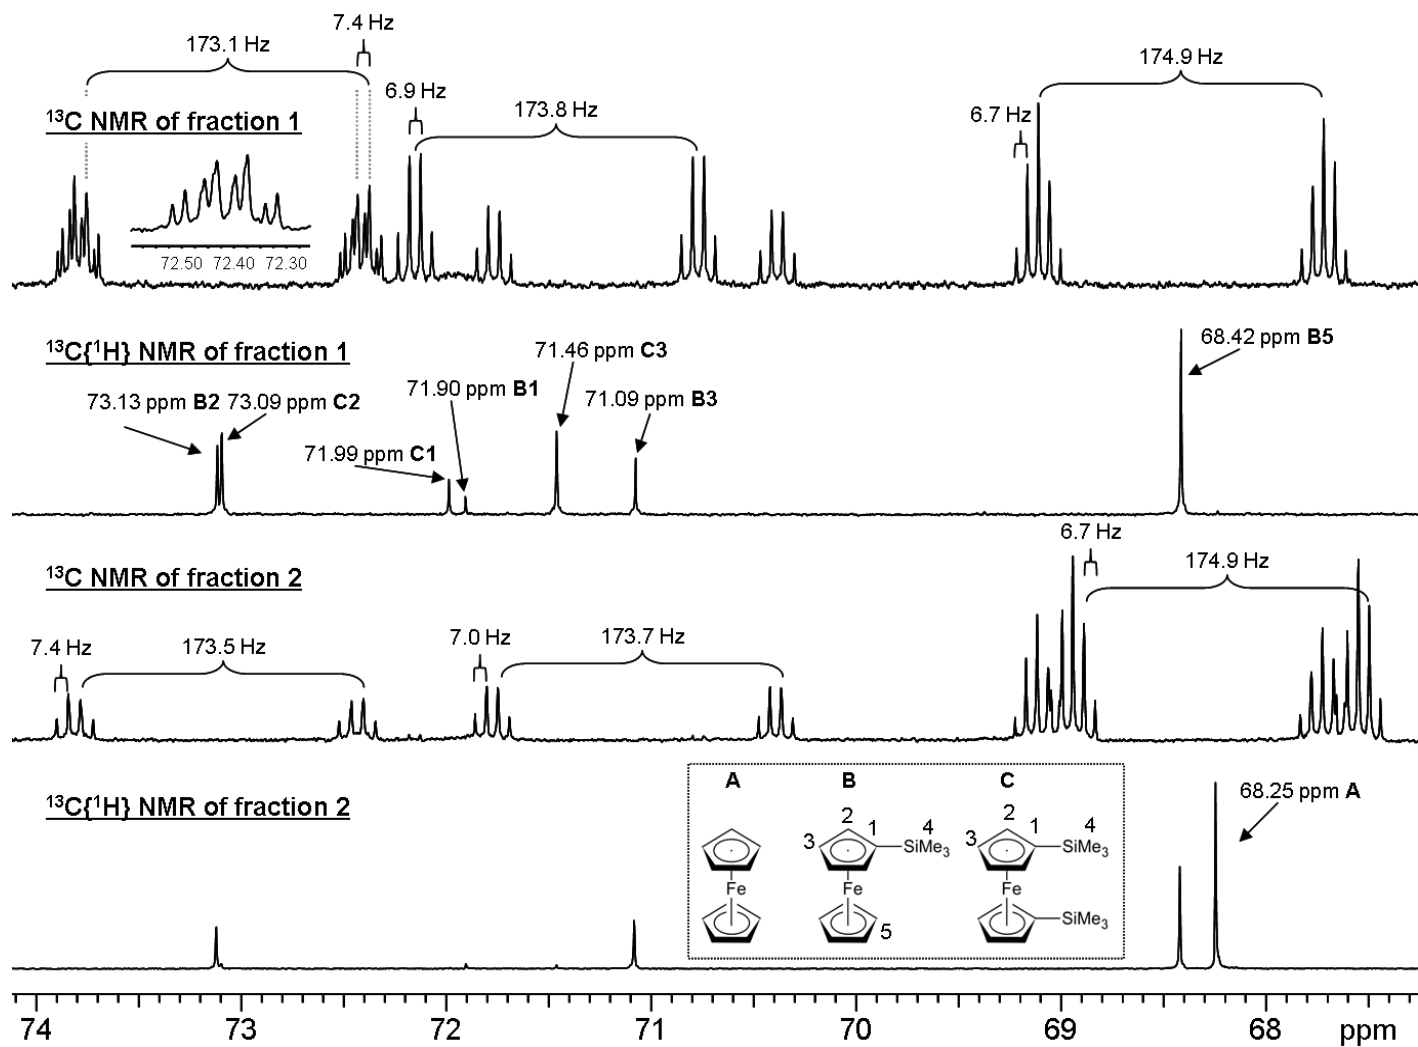 7.4 Hz
173.1 Hz
6.9 Hz
173.8 Hz
174.9 Hz
6.7 Hz
13C NMR of fraction 1
72.50 72.40 72.30
13C{1H} NMR of fraction 1
73.13 ppm B2
73.09 ppm C2
71.99 ppm C1
71.90 ppm B1
71.46 ppm C3
71.09 ppm B3
68.42 ppm B5
13C NMR of fraction 2
7.4 Hz
173.5 Hz
7.0 Hz
173.7 Hz
6.7 Hz
174.9 Hz
13C{1H} NMR of fraction 2
A
Fe
B
2
3
1
4
SiMe3
Fe
5
C
2
3
1
4
SiMe3
Fe
SiMe3
68.25 ppm A
74 73 72 71 70 69 68 ppm